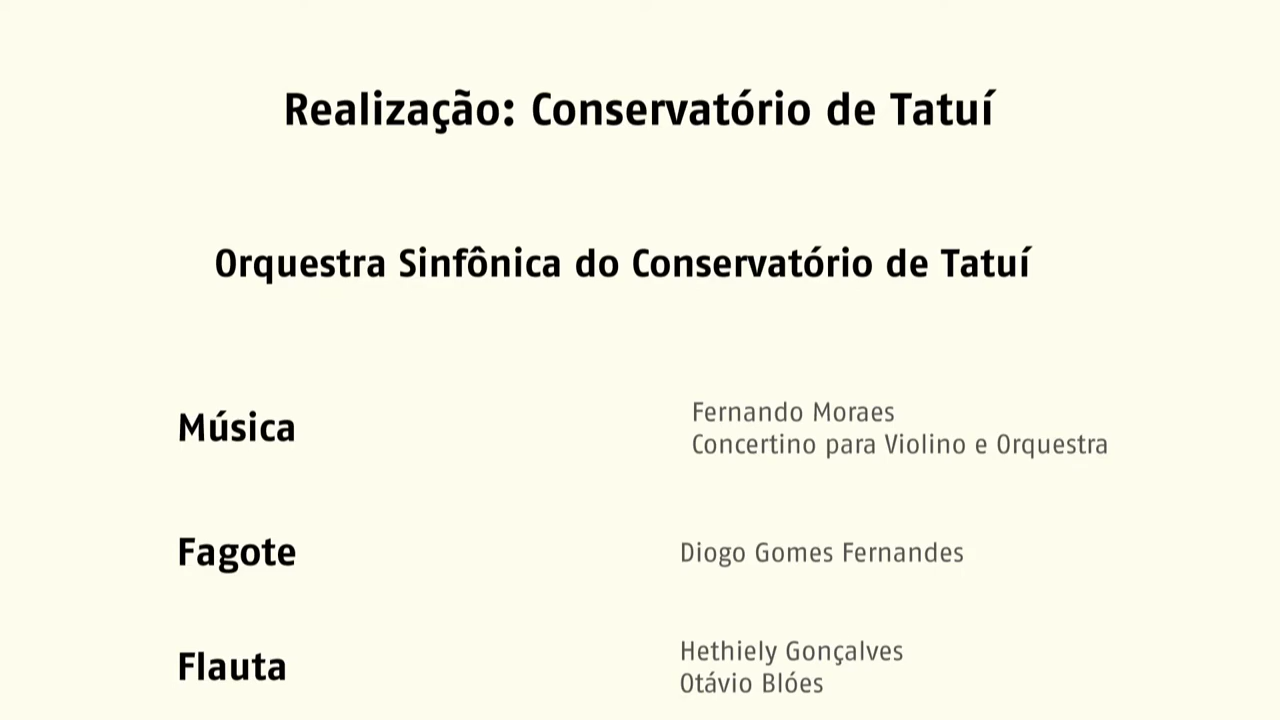 Realização: Conservatório de Tatuí
Orquestra Sinfônica do Conservatório de Tatuí
Música
Fernando Moraes
Concertino para Violino e Orquestra
Fagote
Diogo Gomes Fernandes
Flauta
Hethiely Gonçalves
Otávio Blóes